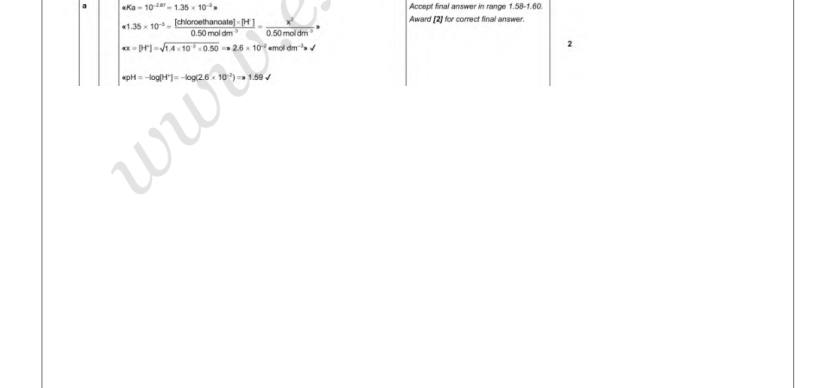 a «Ka = 10⁻²·⁸⁷ = 1.35 × 10⁻³» Accept final answer in range 1.58-1.60.
«1.35 × 10⁻³ = [chloroethanoate]×[H⁺] / 0.50 mol dm⁻³ = x² / 0.50 mol dm⁻³» Award [2] for correct final answer.
«x = [H⁺] = √1.4 × 10⁻³ × 0.50 =» 2.6 × 10⁻² «mol dm⁻³» ✓ 2
«pH = −log[H⁺] = −log(2.6 × 10⁻²) =» 1.59 ✓
www.e